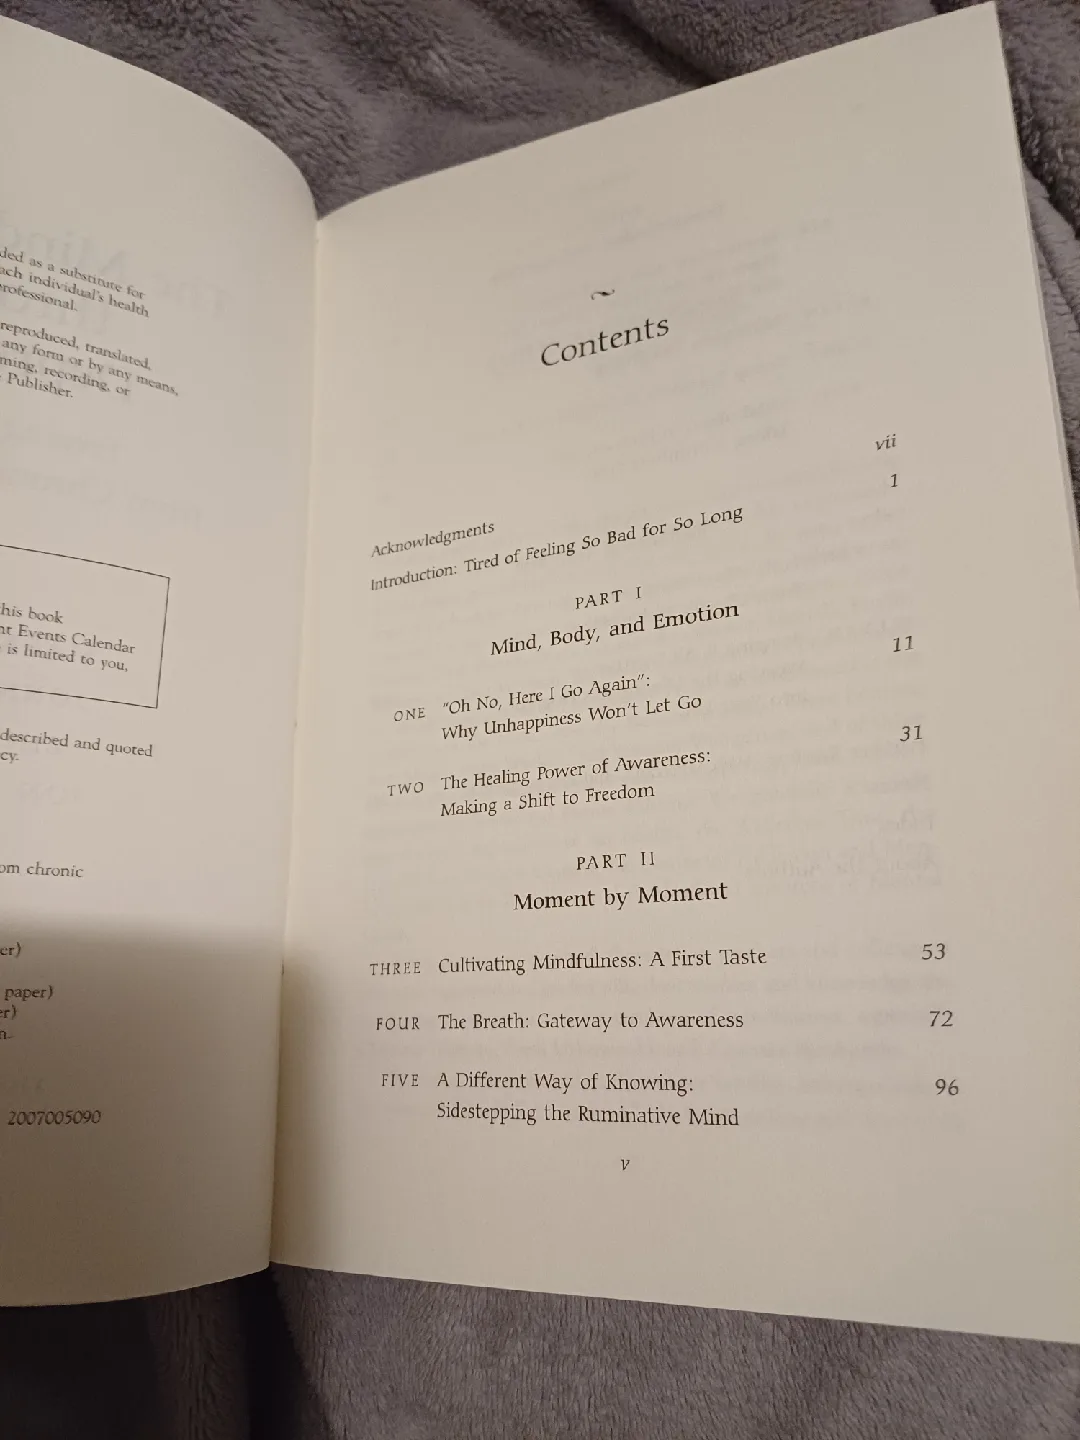 ded as a substitute for
ach individual's health
rofessional.
reproduced, translated,
any form or by any means,
ming, recording, or
Publisher.
his book
nt Events Calendar
is limited to you,
described and quoted
cy.
om chronic
er)
paper)
er)
n.
2007005090
Contents
Acknowledgments vii
Introduction: Tired of Feeling So Bad for So Long 1
PART I
Mind, Body, and Emotion
ONE "Oh No, Here I Go Again": 11
Why Unhappiness Won't Let Go
TWO The Healing Power of Awareness: 31
Making a Shift to Freedom
PART II
Moment by Moment
THREE Cultivating Mindfulness: A First Taste 53
FOUR The Breath: Gateway to Awareness 72
FIVE A Different Way of Knowing: 96
Sidestepping the Ruminative Mind
v